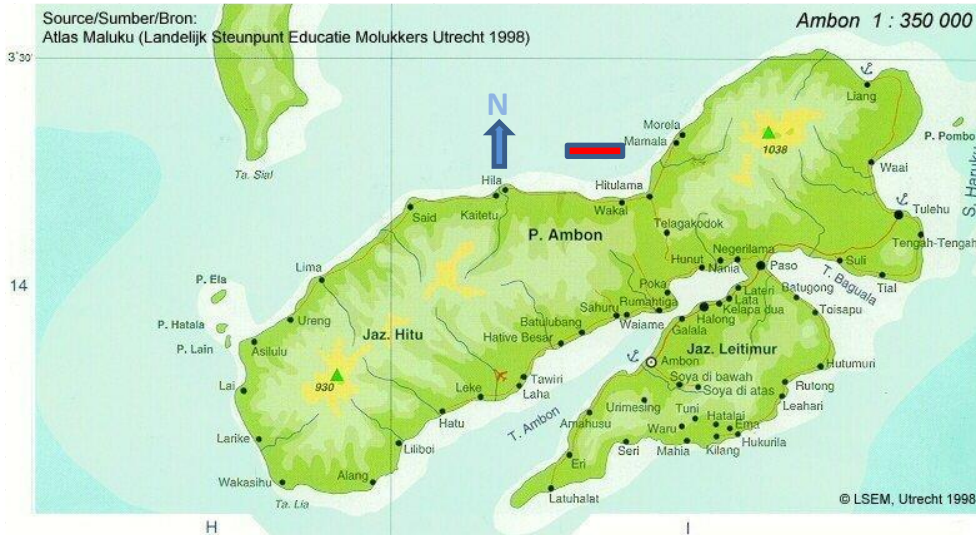 Source/Sumber/Bron:
Atlas Maluku (Landelijk Steunpunt Educatie Molukkers Utrecht 1998)
Ambon 1 : 350 000
3°30'
N
Liang
P. Pombo
Morela
Mamala
1038
Waai
S. Haruku
Ta. Sial
Hila
Kaitetu
Hitulama
Wakal
Said
Tulehu
Telagakodok
P. Ambon
Tengah-Tengah
Negerilama
Hunut
Nania
Paso
Suli
Tial
T. Baguala
Lima
P. Ela
14
Poka
Lateri
Batugong
Rumahtiga
Lata
Toisapu
Sahuru
Waiame
Kelapa dua
Halong
P. Hatala
Ureng
Batulubang
Galala
P. Lain
Jaz. Hitu
Hative Besar
Jaz. Leitimur
Asilulu
Ambon
Hutumuri
930
Tawiri
Soya di bawah
Rutong
Lai
Leke
Laha
Soya di atas
Leahari
Urimesing
Hatu
T. Ambon
Amahusu
Tuni
Hatalai
Waru
Ema
Larike
Liliboi
Seri
Mahia
Kilang
Hukurila
Eri
Wakasihu
Alang
Latuhalat
Ta. Lia
© LSEM, Utrecht 1998
H
I